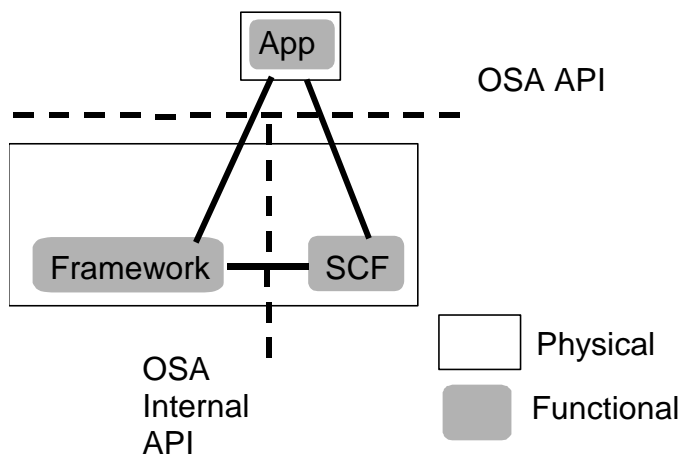 App
OSA API
Framework
SCF
OSA
Internal
API
Physical
Functional